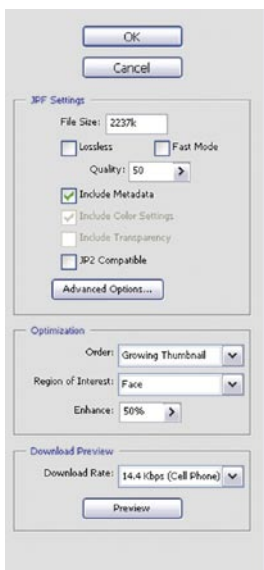 OK
Cancel
JPF Settings
File Size: 2237k
Lossless Fast Mode
Quality: 50
Include Metadata
Include Color Settings
Include Transparency
JP2 Compatible
Advanced Options...
Optimization
Order: Growing Thumbnail
Region of Interest: Face
Enhance: 50%
Download Preview
Download Rate: 14.4 Kbps (Cell Phone)
Preview